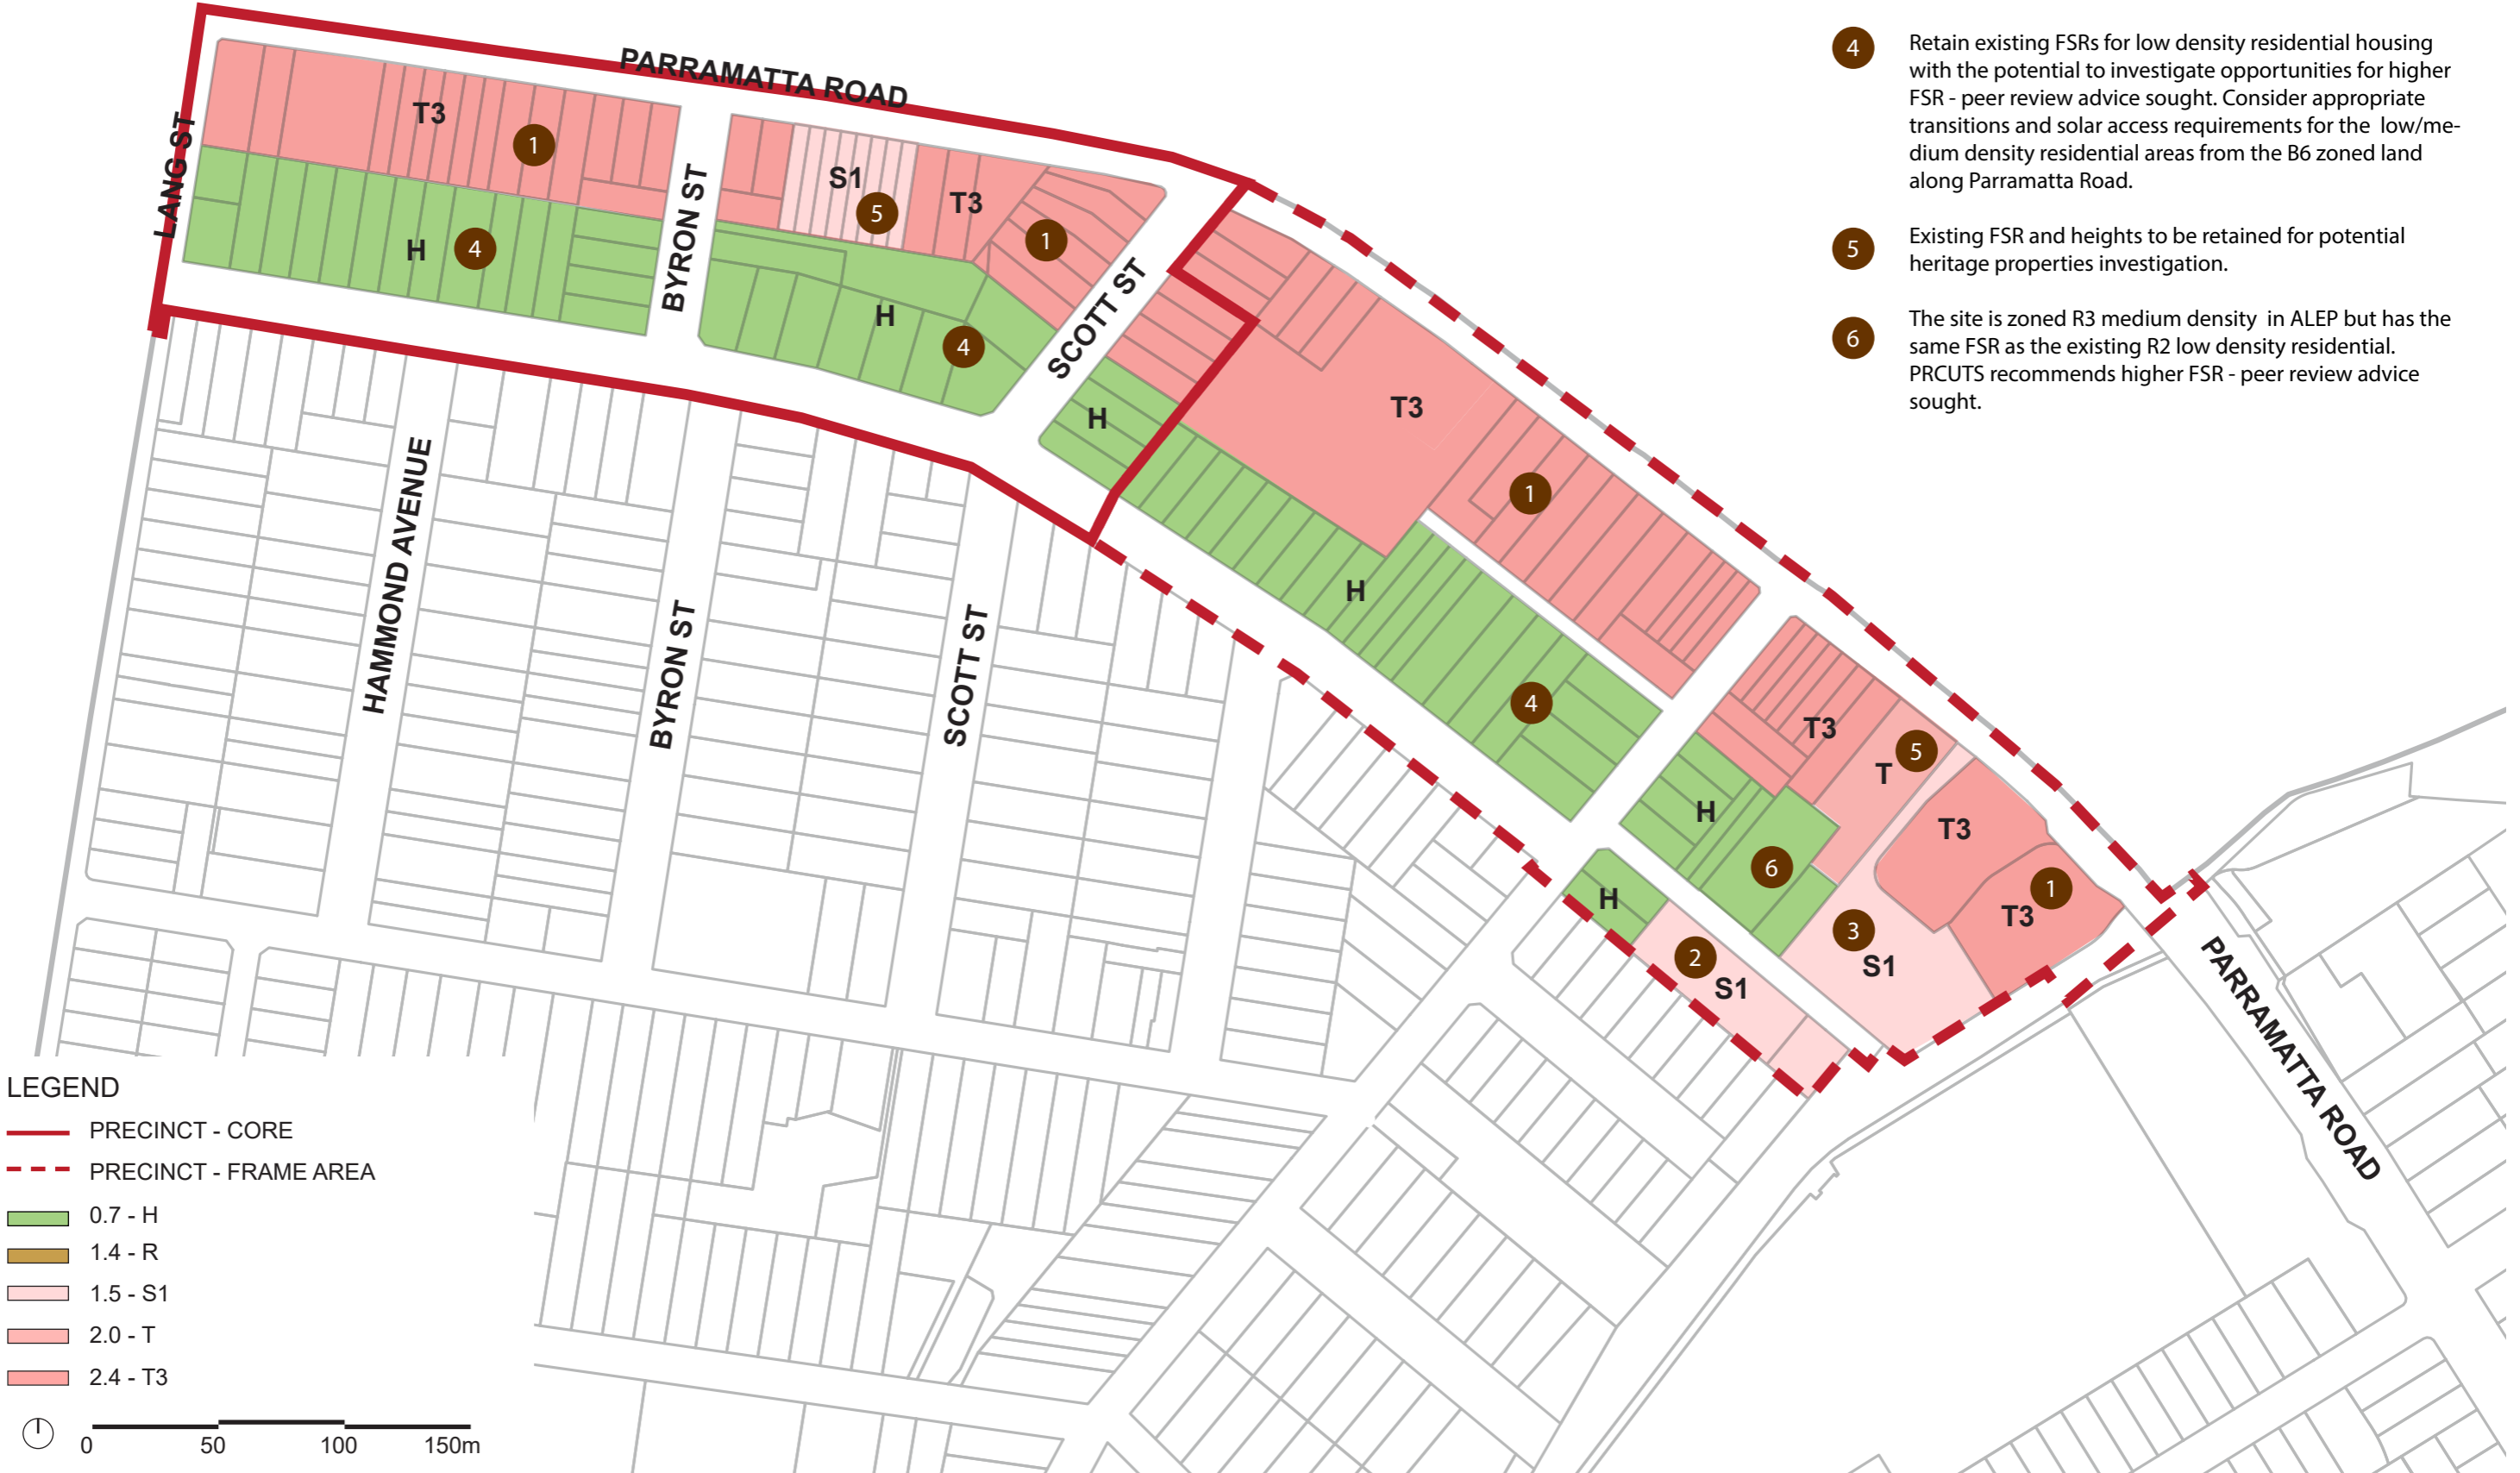 PARRAMATTA ROAD
LANG ST
T3
1
H
4
BYRON ST
S1
5
T3
1
H
4
SCOTT ST
H
T3
1
H
4
T3
5
T
H
6
T3
1
T3
3
S1
H
2
S1
PARRAMATTA ROAD
HAMMOND AVENUE
BYRON ST
SCOTT ST
4
Retain existing FSRs for low density residential housing
with the potential to investigate opportunities for higher
FSR - peer review advice sought. Consider appropriate
transitions and solar access requirements for the low/me-
dium density residential areas from the B6 zoned land
along Parramatta Road.
5
Existing FSR and heights to be retained for potential
heritage properties investigation.
6
The site is zoned R3 medium density in ALEP but has the
same FSR as the existing R2 low density residential.
PRCUTS recommends higher FSR - peer review advice
sought.
LEGEND
PRECINCT - CORE
PRECINCT - FRAME AREA
0.7 - H
1.4 - R
1.5 - S1
2.0 - T
2.4 - T3
0 50 100 150m